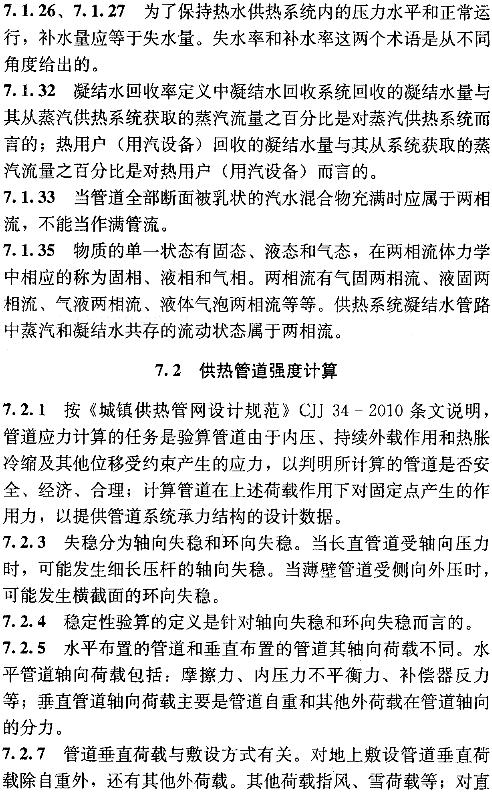 7.1.26、7.1.27 为了保持热水供热系统内的压力水平和正常运
行，补水量应等于失水量。失水率和补水率这两个术语是从不同
角度给出的。
7.1.32 凝结水回收率定义中凝结水回收系统回收的凝结水量与
其从蒸汽供热系统获取的蒸汽流量之百分比是对蒸汽供热系统而
言的；热用户（用汽设备）回收的凝结水量与其从系统获取的蒸
汽流量之百分比是对热用户（用汽设备）而言的。
7.1.33 当管道全部断面被乳状的汽水混合物充满时应属于两相
流，不能当作满管流。
7.1.35 物质的单一状态有固态、液态和气态，在两相流体力学
中相应的称为固相、液相和气相。两相流有气固两相流、液固两
相流、气液两相流、液体气泡两相流等等。供热系统凝结水管路
中蒸汽和凝结水共存的流动状态属于两相流。
7.2 供热管道强度计算
7.2.1 按《城镇供热管网设计规范》CJJ 34-2010 条文说明，
管道应力计算的任务是验算管道由于内压、持续外载作用和热胀
冷缩及其他位移受约束产生的应力，以判明所计算的管道是否安
全、经济、合理；计算管道在上述荷载作用下对固定点产生的作
用力，以提供管道系统承力结构的设计数据。
7.2.3 失稳分为轴向失稳和环向失稳。当长直管道受轴向压力
时，可能发生细长压杆的轴向失稳。当薄壁管道受侧向外压时，
可能发生横截面的环向失稳。
7.2.4 稳定性验算的定义是针对轴向失稳和环向失稳而言的。
7.2.5 水平布置的管道和垂直布置的管道其轴向荷载不同。水
平管道轴向荷载包括：摩擦力、内压力不平衡力、补偿器反力
等；垂直管道轴向荷载主要是管道自重和其他外荷载在管道轴向
的分力。
7.2.7 管道垂直荷载与敷设方式有关。对地上敷设管道垂直荷
载除自重外，还有其他外荷载。其他荷载指风、雪荷载等；对直